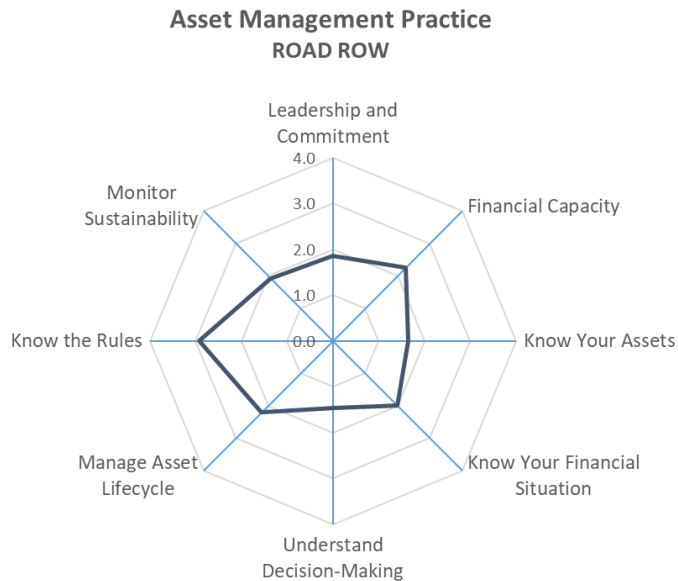 Asset Management Practice
ROAD ROW
Leadership and
Commitment
4.0
3.0
2.0
1.0
0.0
Financial Capacity
Know Your Assets
Know Your Financial
Situation
Understand
Decision-Making
Manage Asset
Lifecycle
Know the Rules
Monitor
Sustainability